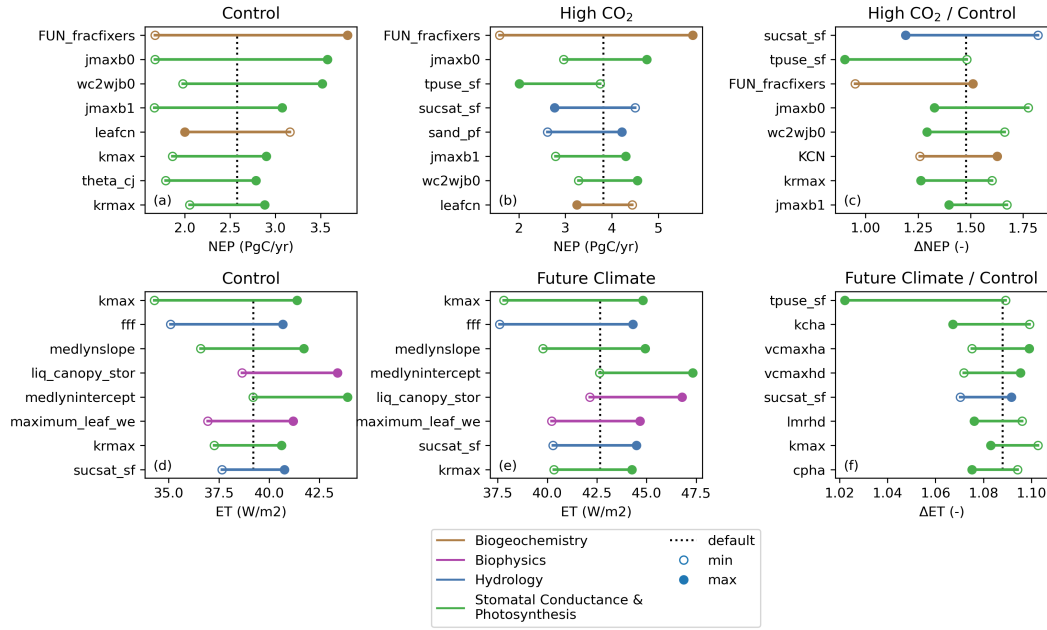 Control
FUN_fracfixers
jmaxb0
wc2wjb0
jmaxb1
leafcn
kmax
theta_cj
krmax
(a)
2.0 2.5 3.0 3.5
NEP (PgC/yr)
High CO2
FUN_fracfixers
jmaxb0
tpuse_sf
sucsat_sf
sand_pf
jmaxb1
wc2wjb0
leafcn
(b)
2 3 4 5
NEP (PgC/yr)
High CO2 / Control
sucsat_sf
tpuse_sf
FUN_fracfixers
jmaxb0
wc2wjb0
KCN
krmax
jmaxb1
(c)
1.00 1.25 1.50 1.75
ΔNEP (-)
Control
kmax
fff
medlynslope
liq_canopy_stor
medlynintercept
maximum_leaf_we
krmax
sucsat_sf
(d)
35.0 37.5 40.0 42.5
ET (W/m2)
Future Climate
kmax
fff
medlynslope
medlynintercept
liq_canopy_stor
maximum_leaf_we
sucsat_sf
krmax
(e)
37.5 40.0 42.5 45.0 47.5
ET (W/m2)
Future Climate / Control
tpuse_sf
kcha
vcmaxha
vcmaxhd
sucsat_sf
lmrhd
kmax
cpha
(f)
1.02 1.04 1.06 1.08 1.10
ΔET (-)
Biogeochemistry
Biophysics
Hydrology
Stomatal Conductance &
Photosynthesis
default
min
max